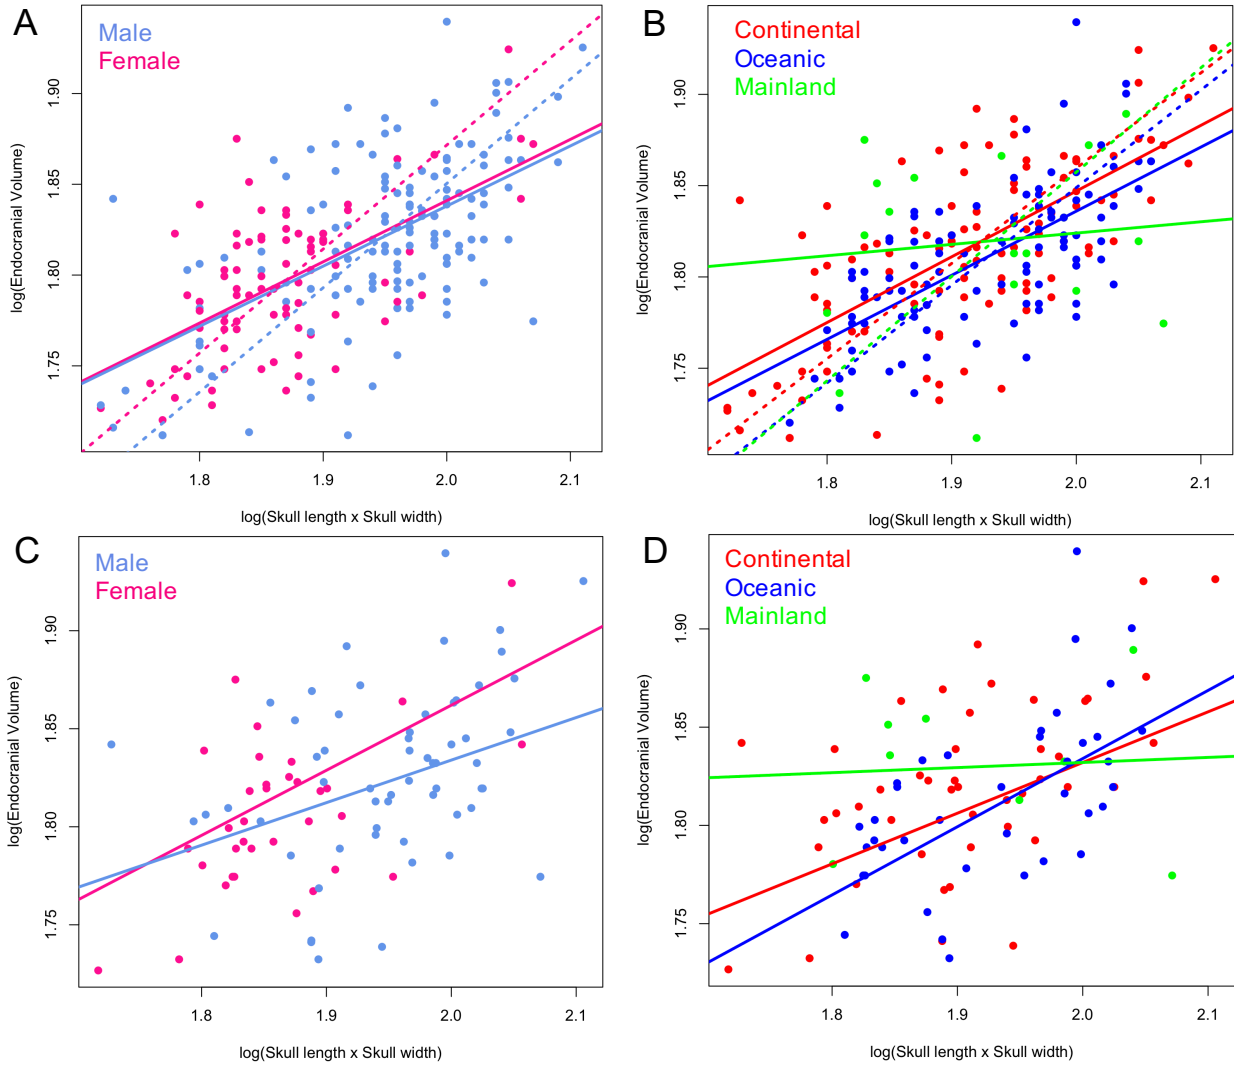 A
Male
Female
log(Endocranial Volume)
1.90
1.85
1.80
1.75
1.8 1.9 2.0 2.1
log(Skull length x Skull width)
B
Continental
Oceanic
Mainland
log(Endocranial Volume)
1.90
1.85
1.80
1.75
1.8 1.9 2.0 2.1
log(Skull length x Skull width)
C
Male
Female
log(Endocranial Volume)
1.90
1.85
1.80
1.75
1.8 1.9 2.0 2.1
log(Skull length x Skull width)
D
Continental
Oceanic
Mainland
log(Endocranial Volume)
1.90
1.85
1.80
1.75
1.8 1.9 2.0 2.1
log(Skull length x Skull width)